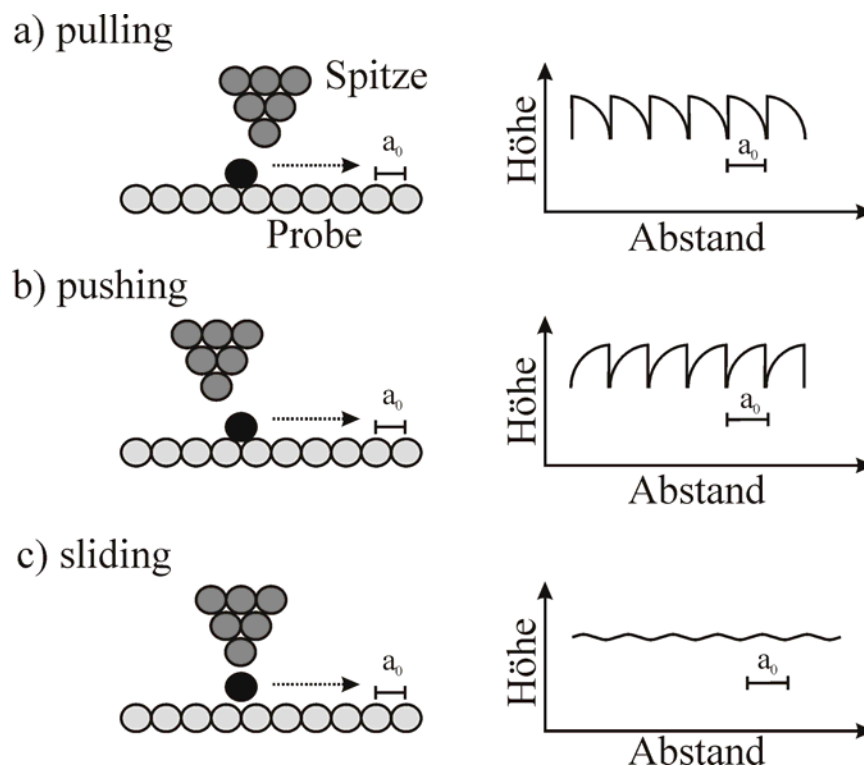 a) pulling
Spitze
a₀
Probe
Höhe
a₀
Abstand
b) pushing
a₀
Höhe
a₀
Abstand
c) sliding
a₀
Höhe
a₀
Abstand